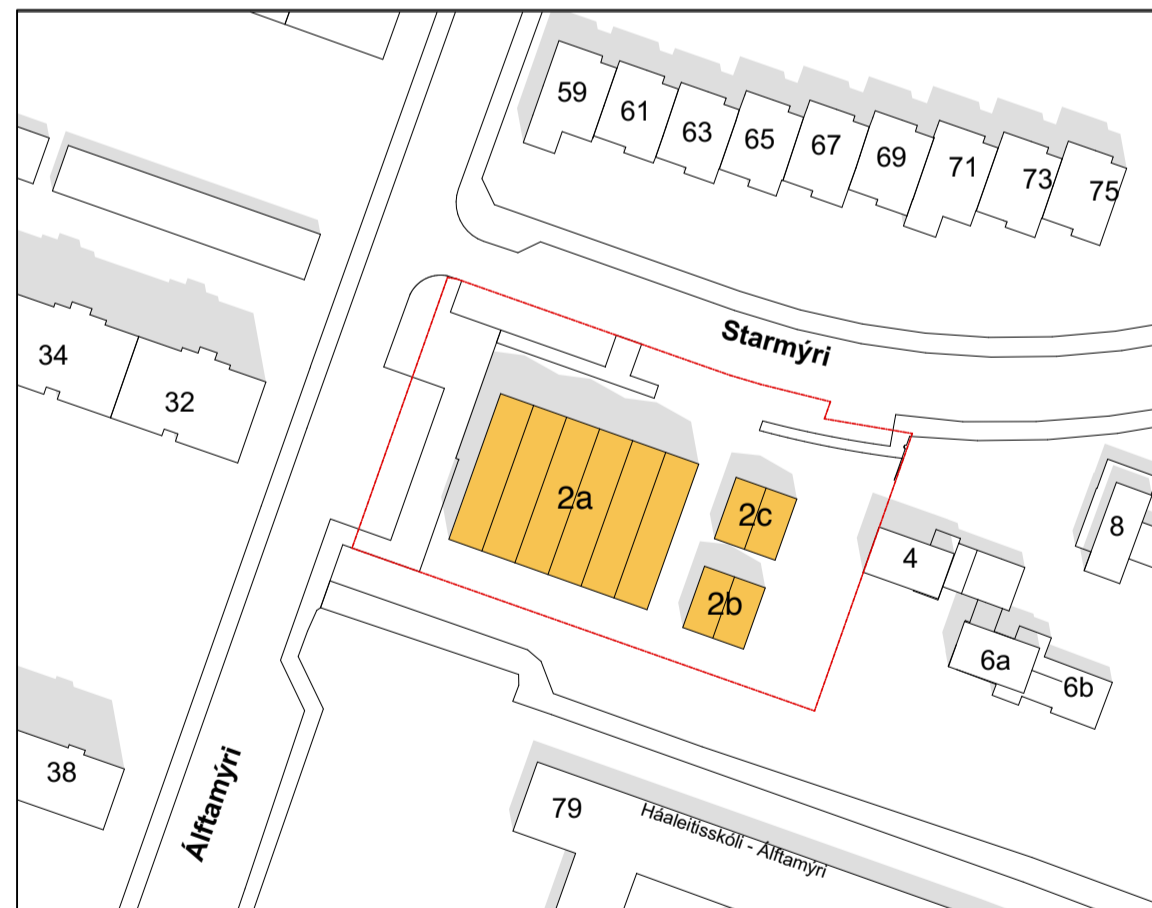 59
61
63
65
67
69
71
73
75
Starmýri
34
32
2a
2c
2b
4
8
6a
6b
38
Álftamýri
79
Háaleitisskóli - Álftamýri